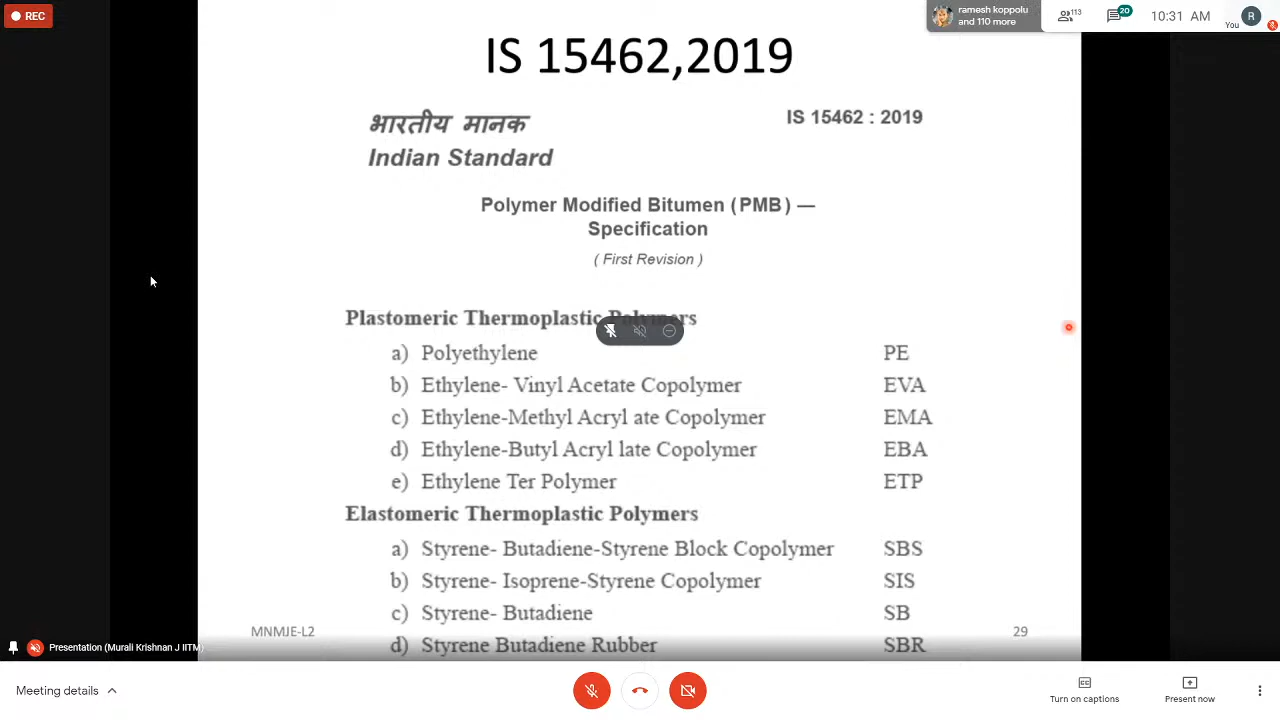 REC
ramesh koppolu
and 110 more
113
20
10:31 AM
You
R
IS 15462,2019
भारतीय मानक
IS 15462 : 2019
Indian Standard
Polymer Modified Bitumen (PMB) —
Specification
( First Revision )
Plastomeric Thermoplastic Polymers
a) Polyethylene PE
b) Ethylene- Vinyl Acetate Copolymer EVA
c) Ethylene-Methyl Acryl ate Copolymer EMA
d) Ethylene-Butyl Acryl late Copolymer EBA
e) Ethylene Ter Polymer ETP
Elastomeric Thermoplastic Polymers
a) Styrene- Butadiene-Styrene Block Copolymer SBS
b) Styrene- Isoprene-Styrene Copolymer SIS
c) Styrene- Butadiene SB
MNMJE-L2 29
d) Styrene Butadiene Rubber SBR
Presentation (Murali Krishnan J IITM)
Meeting details
Turn on captions
Present now